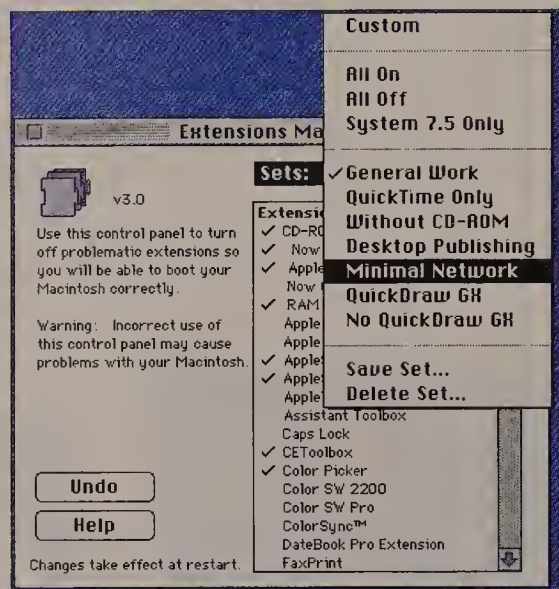 Custom
All On
All Off
System 7.5 Only
✓ General Work
QuickTime Only
Without CD-ROM
Desktop Publishing
Minimal Network
QuickDraw GX
No QuickDraw GX
Save Set...
Delete Set...
Extensions Ma
Sets:
v3.0
Use this control panel to turn
off problematic extensions so
you will be able to boot your
Macintosh correctly.
Warning: Incorrect use of
this control panel may cause
problems with your Macintosh.
Undo
Help
Changes take effect at restart.
Extensi
✓ CD-RO
✓ Now
✓ Apple
Now
✓ RAM
Apple
Apple
✓ Apple
✓ Apple
Apple
Assistant Toolbox
Caps Lock
✓ CEToolbox
✓ Color Picker
Color SW 2200
Color SW Pro
ColorSync™
DateBook Pro Extension
FaxPrint